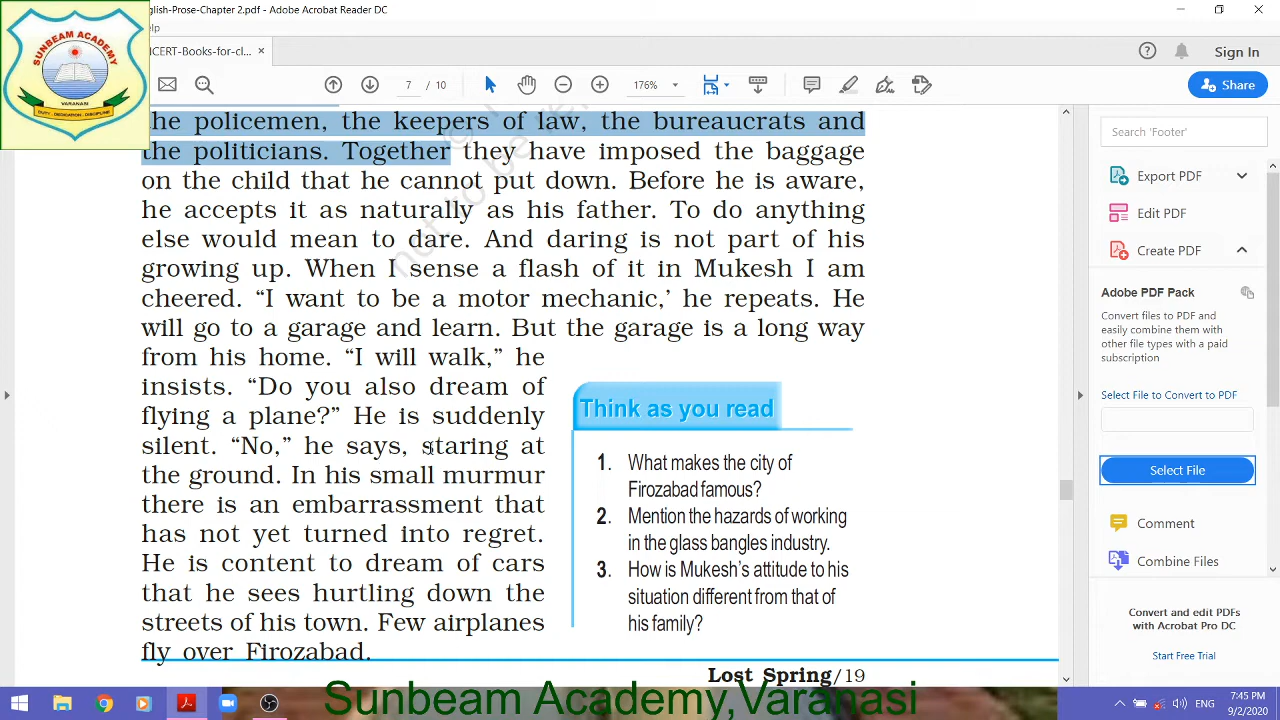 nglish-Prose-Chapter 2.pdf - Adobe Acrobat Reader DC
elp
SUNBEAM ACADEMY
VARANASI
DUTY - DEDICATION - DISCIPLINE
NCERT-Books-for-cl... ×
Sign In
7 / 10
176%
Share
the policemen, the keepers of law, the bureaucrats and
the politicians. Together they have imposed the baggage
on the child that he cannot put down. Before he is aware,
he accepts it as naturally as his father. To do anything
else would mean to dare. And daring is not part of his
growing up. When I sense a flash of it in Mukesh I am
cheered. “I want to be a motor mechanic,’ he repeats. He
will go to a garage and learn. But the garage is a long way
from his home. “I will walk,” he
insists. “Do you also dream of
flying a plane?” He is suddenly
silent. “No,” he says, staring at
the ground. In his small murmur
there is an embarrassment that
has not yet turned into regret.
He is content to dream of cars
that he sees hurtling down the
streets of his town. Few airplanes
fly over Firozabad.
not to be re
Think as you read
1. What makes the city of
Firozabad famous?
2. Mention the hazards of working
in the glass bangles industry.
3. How is Mukesh's attitude to his
situation different from that of
his family?
Lost Spring/19
Search 'Footer'
Export PDF
Edit PDF
Create PDF
Adobe PDF Pack
Convert files to PDF and
easily combine them with
other file types with a paid
subscription
Select File to Convert to PDF
Select File
Comment
Combine Files
Convert and edit PDFs
with Acrobat Pro DC
Start Free Trial
Sunbeam Academy,Varanasi
ENG
7:45 PM
9/2/2020